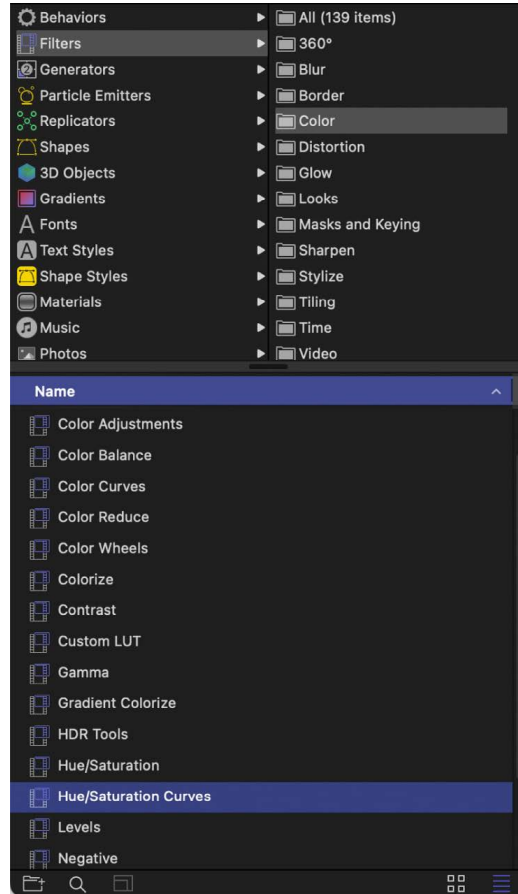 Behaviors
Filters
Generators
Particle Emitters
Replicators
Shapes
3D Objects
Gradients
Fonts
Text Styles
Shape Styles
Materials
Music
Photos
All (139 items)
360°
Blur
Border
Color
Distortion
Glow
Looks
Masks and Keying
Sharpen
Stylize
Tiling
Time
Video
Name
Color Adjustments
Color Balance
Color Curves
Color Reduce
Color Wheels
Colorize
Contrast
Custom LUT
Gamma
Gradient Colorize
HDR Tools
Hue/Saturation
Hue/Saturation Curves
Levels
Negative